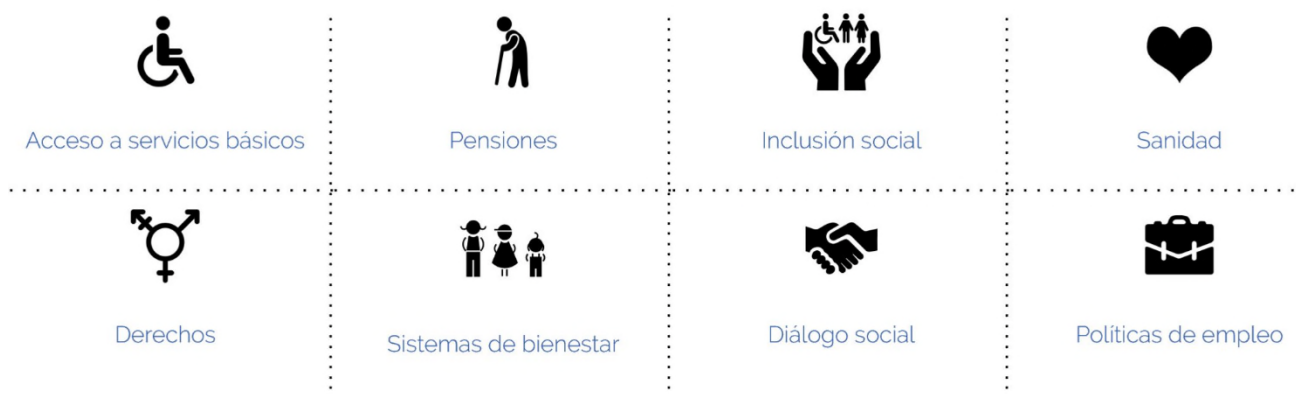 Acceso a servicios básicos
Pensiones
Inclusión social
Sanidad
Derechos
Sistemas de bienestar
Diálogo social
Políticas de empleo